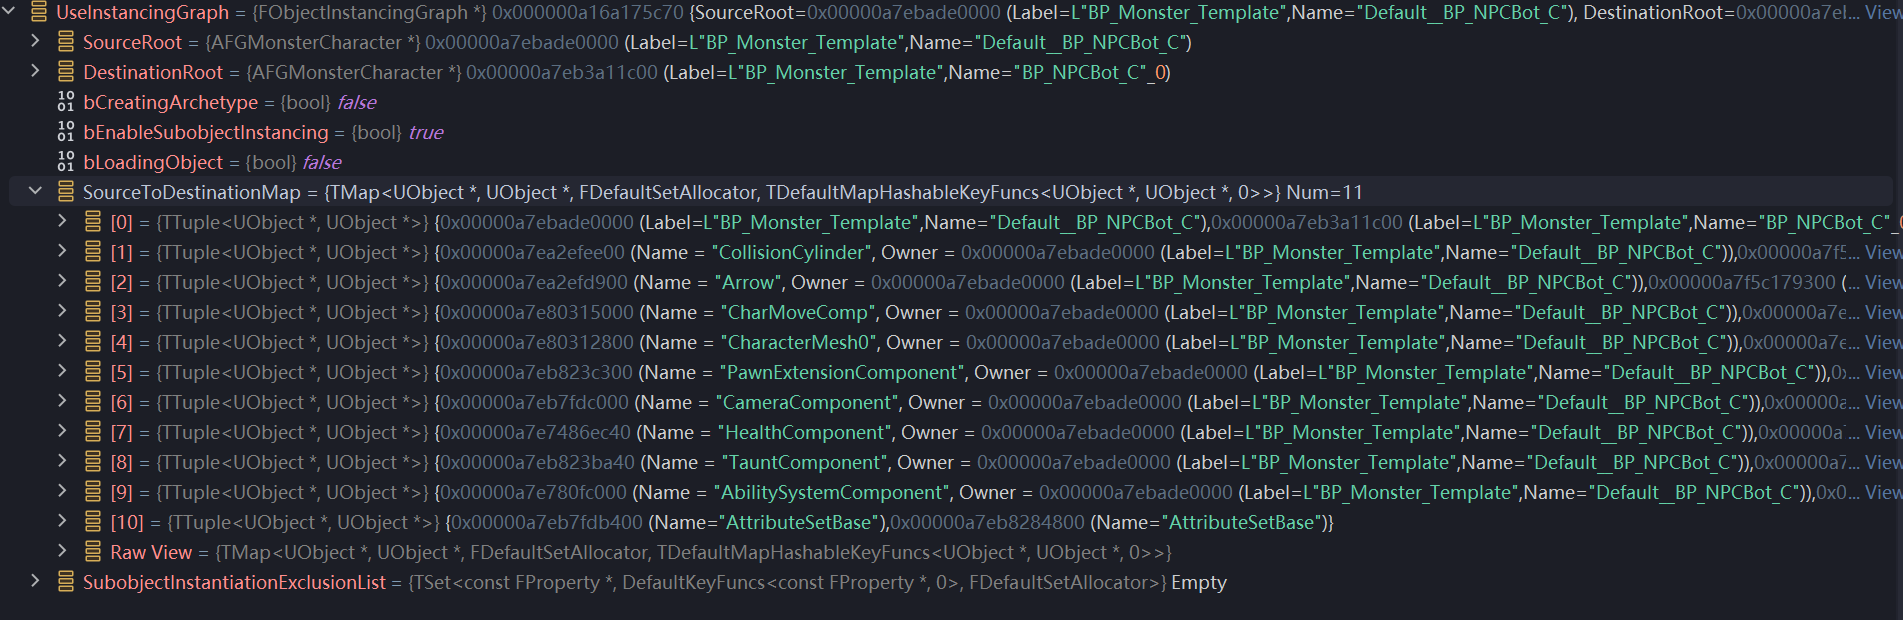 UseInstancingGraph = {FObjectInstancingGraph *} 0x000000a16a175c70 {SourceRoot=0x00000a7ebade0000 (Label=L"BP_Monster_Template",Name="Default__BP_NPCBot_C"), DestinationRoot=0x00000a7el... View
SourceRoot = {AFGMonsterCharacter *} 0x00000a7ebade0000 (Label=L"BP_Monster_Template",Name="Default__BP_NPCBot_C")
DestinationRoot = {AFGMonsterCharacter *} 0x00000a7eb3a11c00 (Label=L"BP_Monster_Template",Name="BP_NPCBot_C"_0)
10 01 bCreatingArchetype = {bool} false
10 01 bEnableSubobjectInstancing = {bool} true
10 01 bLoadingObject = {bool} false
SourceToDestinationMap = {TMap<UObject *, UObject *, FDefaultSetAllocator, TDefaultMapHashableKeyFuncs<UObject *, UObject *, 0>>} Num=11
[0] = {TTuple<UObject *, UObject *>} {0x00000a7ebade0000 (Label=L"BP_Monster_Template",Name="Default__BP_NPCBot_C"),0x00000a7eb3a11c00 (Label=L"BP_Monster_Template",Name="BP_NPCBot_C"_0
[1] = {TTuple<UObject *, UObject *>} {0x00000a7ea2efee00 (Name = "CollisionCylinder", Owner = 0x00000a7ebade0000 (Label=L"BP_Monster_Template",Name="Default__BP_NPCBot_C")),0x00000a7f5... View
[2] = {TTuple<UObject *, UObject *>} {0x00000a7ea2efd900 (Name = "Arrow", Owner = 0x00000a7ebade0000 (Label=L"BP_Monster_Template",Name="Default__BP_NPCBot_C")),0x00000a7f5c179300 (... View
[3] = {TTuple<UObject *, UObject *>} {0x00000a7e80315000 (Name = "CharMoveComp", Owner = 0x00000a7ebade0000 (Label=L"BP_Monster_Template",Name="Default__BP_NPCBot_C")),0x00000a7e... View
[4] = {TTuple<UObject *, UObject *>} {0x00000a7e80312800 (Name = "CharacterMesh0", Owner = 0x00000a7ebade0000 (Label=L"BP_Monster_Template",Name="Default__BP_NPCBot_C")),0x00000a7e... View
[5] = {TTuple<UObject *, UObject *>} {0x00000a7eb823c300 (Name = "PawnExtensionComponent", Owner = 0x00000a7ebade0000 (Label=L"BP_Monster_Template",Name="Default__BP_NPCBot_C")),0x... View
[6] = {TTuple<UObject *, UObject *>} {0x00000a7eb7fdc000 (Name = "CameraComponent", Owner = 0x00000a7ebade0000 (Label=L"BP_Monster_Template",Name="Default__BP_NPCBot_C")),0x00000a... View
[7] = {TTuple<UObject *, UObject *>} {0x00000a7e7486ec40 (Name = "HealthComponent", Owner = 0x00000a7ebade0000 (Label=L"BP_Monster_Template",Name="Default__BP_NPCBot_C")),0x00000a... View
[8] = {TTuple<UObject *, UObject *>} {0x00000a7eb823ba40 (Name = "TauntComponent", Owner = 0x00000a7ebade0000 (Label=L"BP_Monster_Template",Name="Default__BP_NPCBot_C")),0x00000a7... View
[9] = {TTuple<UObject *, UObject *>} {0x00000a7e780fc000 (Name = "AbilitySystemComponent", Owner = 0x00000a7ebade0000 (Label=L"BP_Monster_Template",Name="Default__BP_NPCBot_C")),0x0... View
[10] = {TTuple<UObject *, UObject *>} {0x00000a7eb7fdb400 (Name="AttributeSetBase"),0x00000a7eb8284800 (Name="AttributeSetBase")}
Raw View = {TMap<UObject *, UObject *, FDefaultSetAllocator, TDefaultMapHashableKeyFuncs<UObject *, UObject *, 0>>}
SubobjectInstantiationExclusionList = {TSet<const FProperty *, DefaultKeyFuncs<const FProperty *, 0>, FDefaultSetAllocator>} Empty